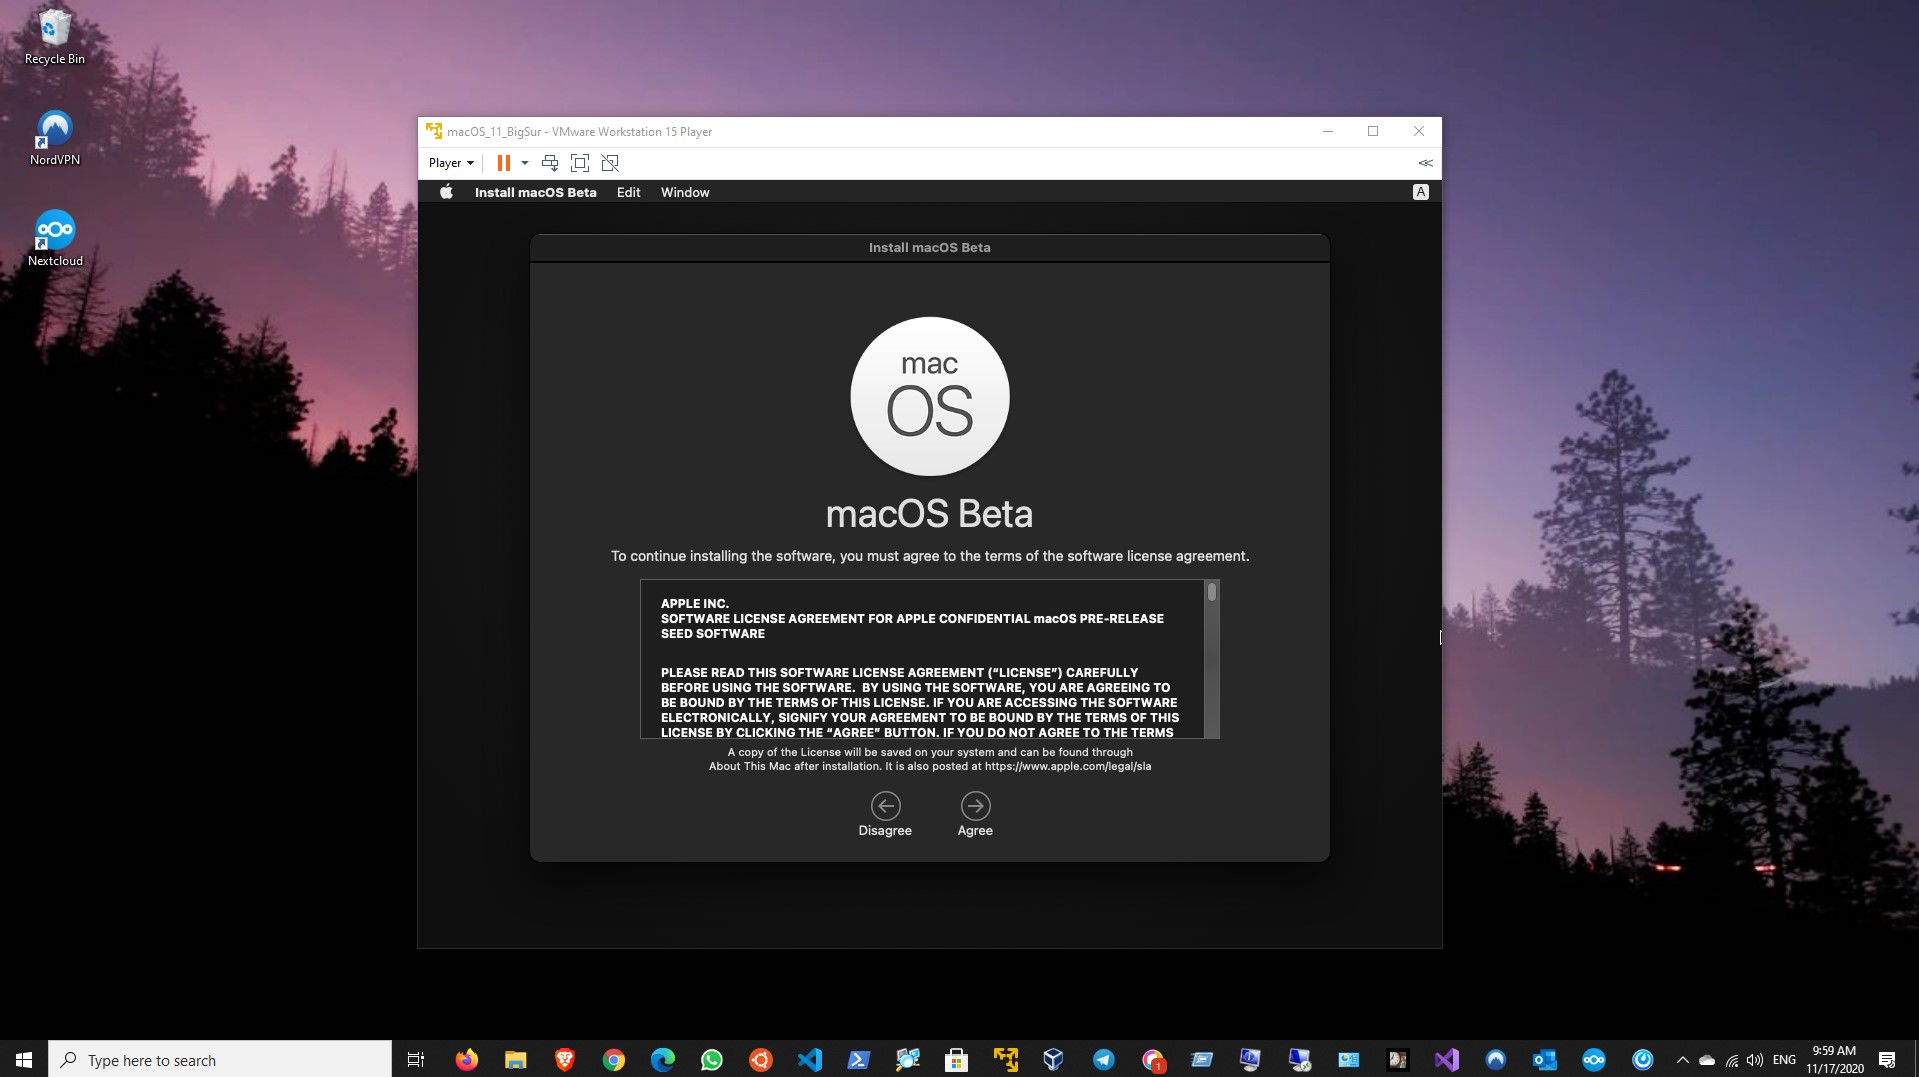 Recycle Bin
NordVPN
Nextcloud
macOS_11_BigSur - VMware Workstation 15 Player
Player
Install macOS Beta Edit Window
A
Install macOS Beta
mac
OS
macOS Beta
To continue installing the software, you must agree to the terms of the software license agreement.
APPLE INC.
SOFTWARE LICENSE AGREEMENT FOR APPLE CONFIDENTIAL macOS PRE-RELEASE
SEED SOFTWARE
PLEASE READ THIS SOFTWARE LICENSE AGREEMENT (“LICENSE”) CAREFULLY
BEFORE USING THE SOFTWARE.  BY USING THE SOFTWARE, YOU ARE AGREEING TO
BE BOUND BY THE TERMS OF THIS LICENSE. IF YOU ARE ACCESSING THE SOFTWARE
ELECTRONICALLY, SIGNIFY YOUR AGREEMENT TO BE BOUND BY THE TERMS OF THIS
LICENSE BY CLICKING THE “AGREE” BUTTON. IF YOU DO NOT AGREE TO THE TERMS
A copy of the License will be saved on your system and can be found through
About This Mac after installation. It is also posted at https://www.apple.com/legal/sla
Disagree Agree
Type here to search
1
ENG
9:59 AM
11/17/2020